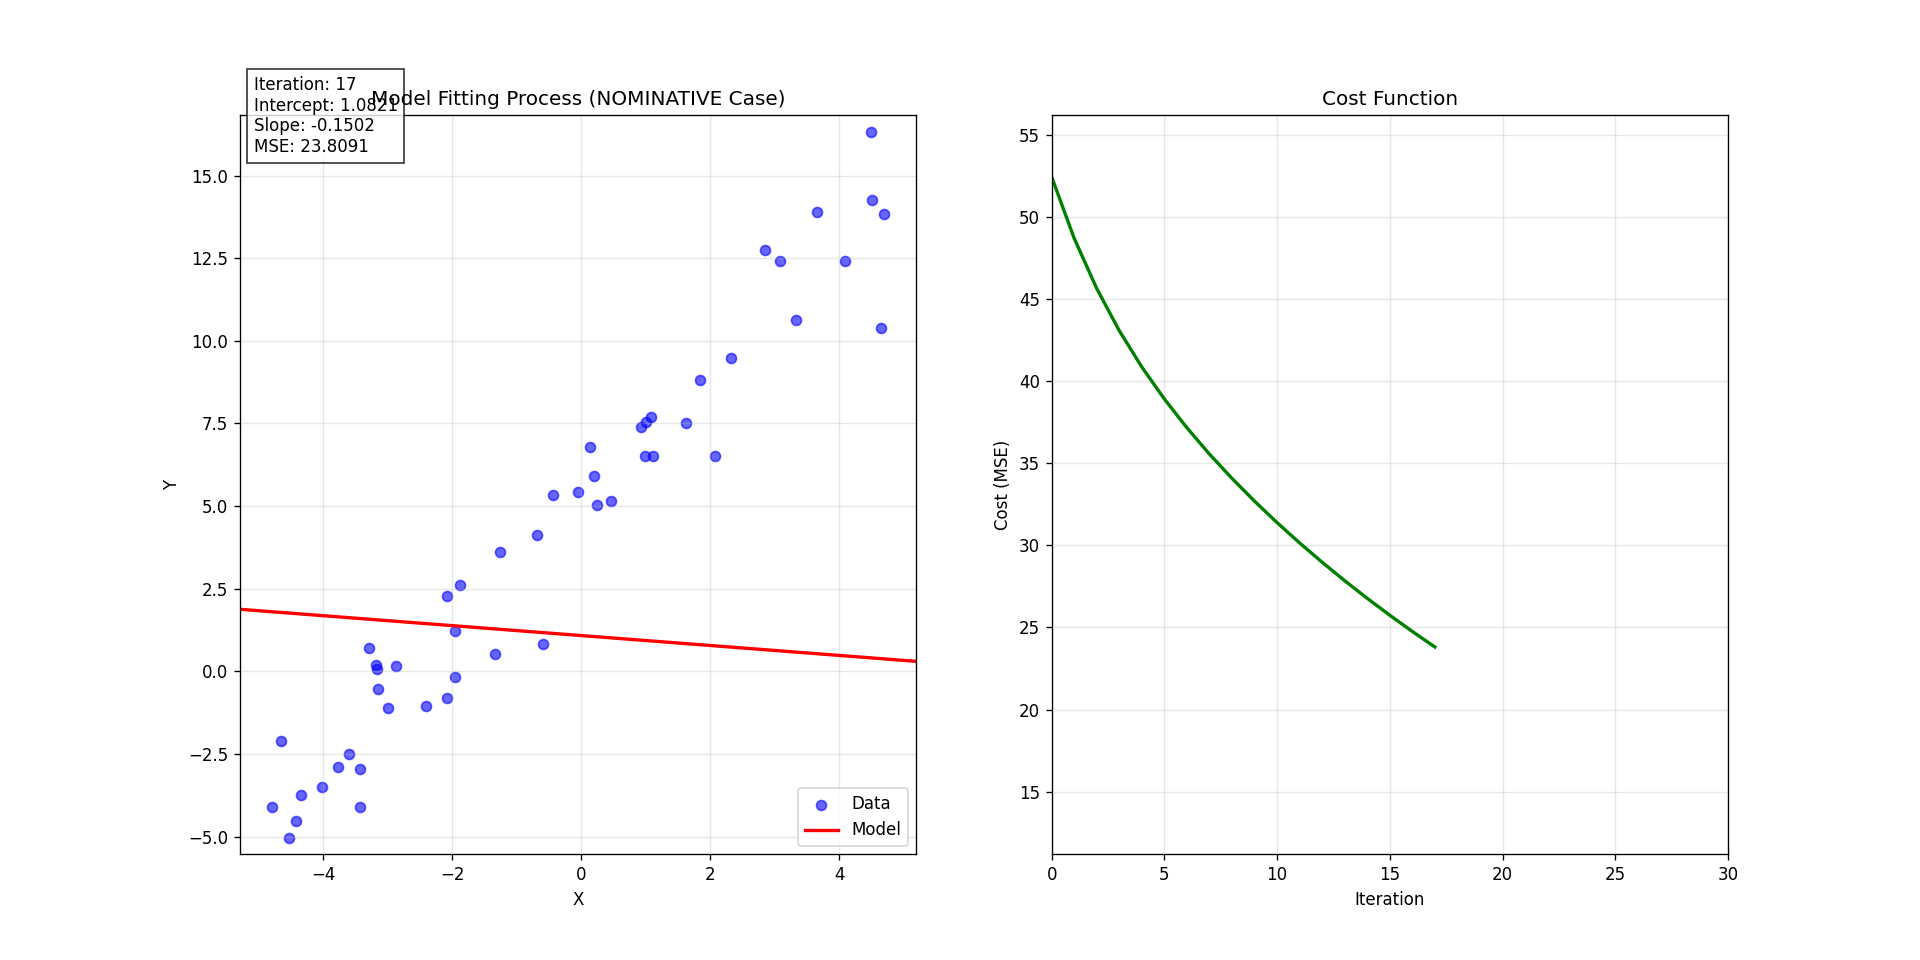 Iteration: 17
Intercept: 1.0821
Slope: -0.1502
MSE: 23.8091
Model Fitting Process (NOMINATIVE Case)
15.0
12.5
10.0
7.5
5.0
2.5
0.0
−2.5
−5.0
Y
−4
−2
0
2
4
X
Data
Model
Cost Function
55
50
45
40
35
30
25
20
15
Cost (MSE)
0
5
10
15
20
25
30
Iteration